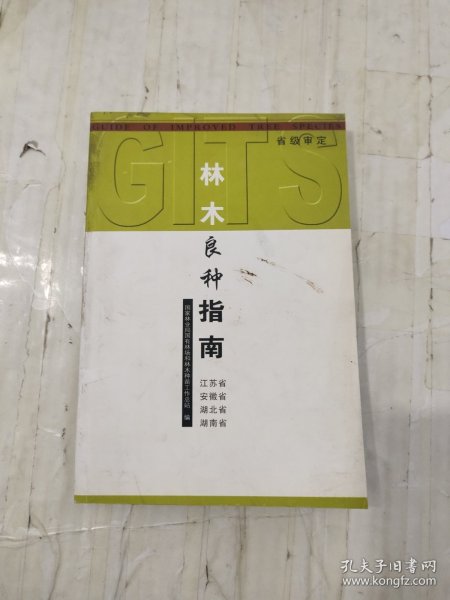 GUIDE OF IMPROVED TREE SPECIES
GITS
省级审定
林木良种指南
国家林业局国有林场和林木种苗工作总站 编
江苏省
安徽省
湖北省
湖南省
孔夫子旧书网
www.kongfz.com